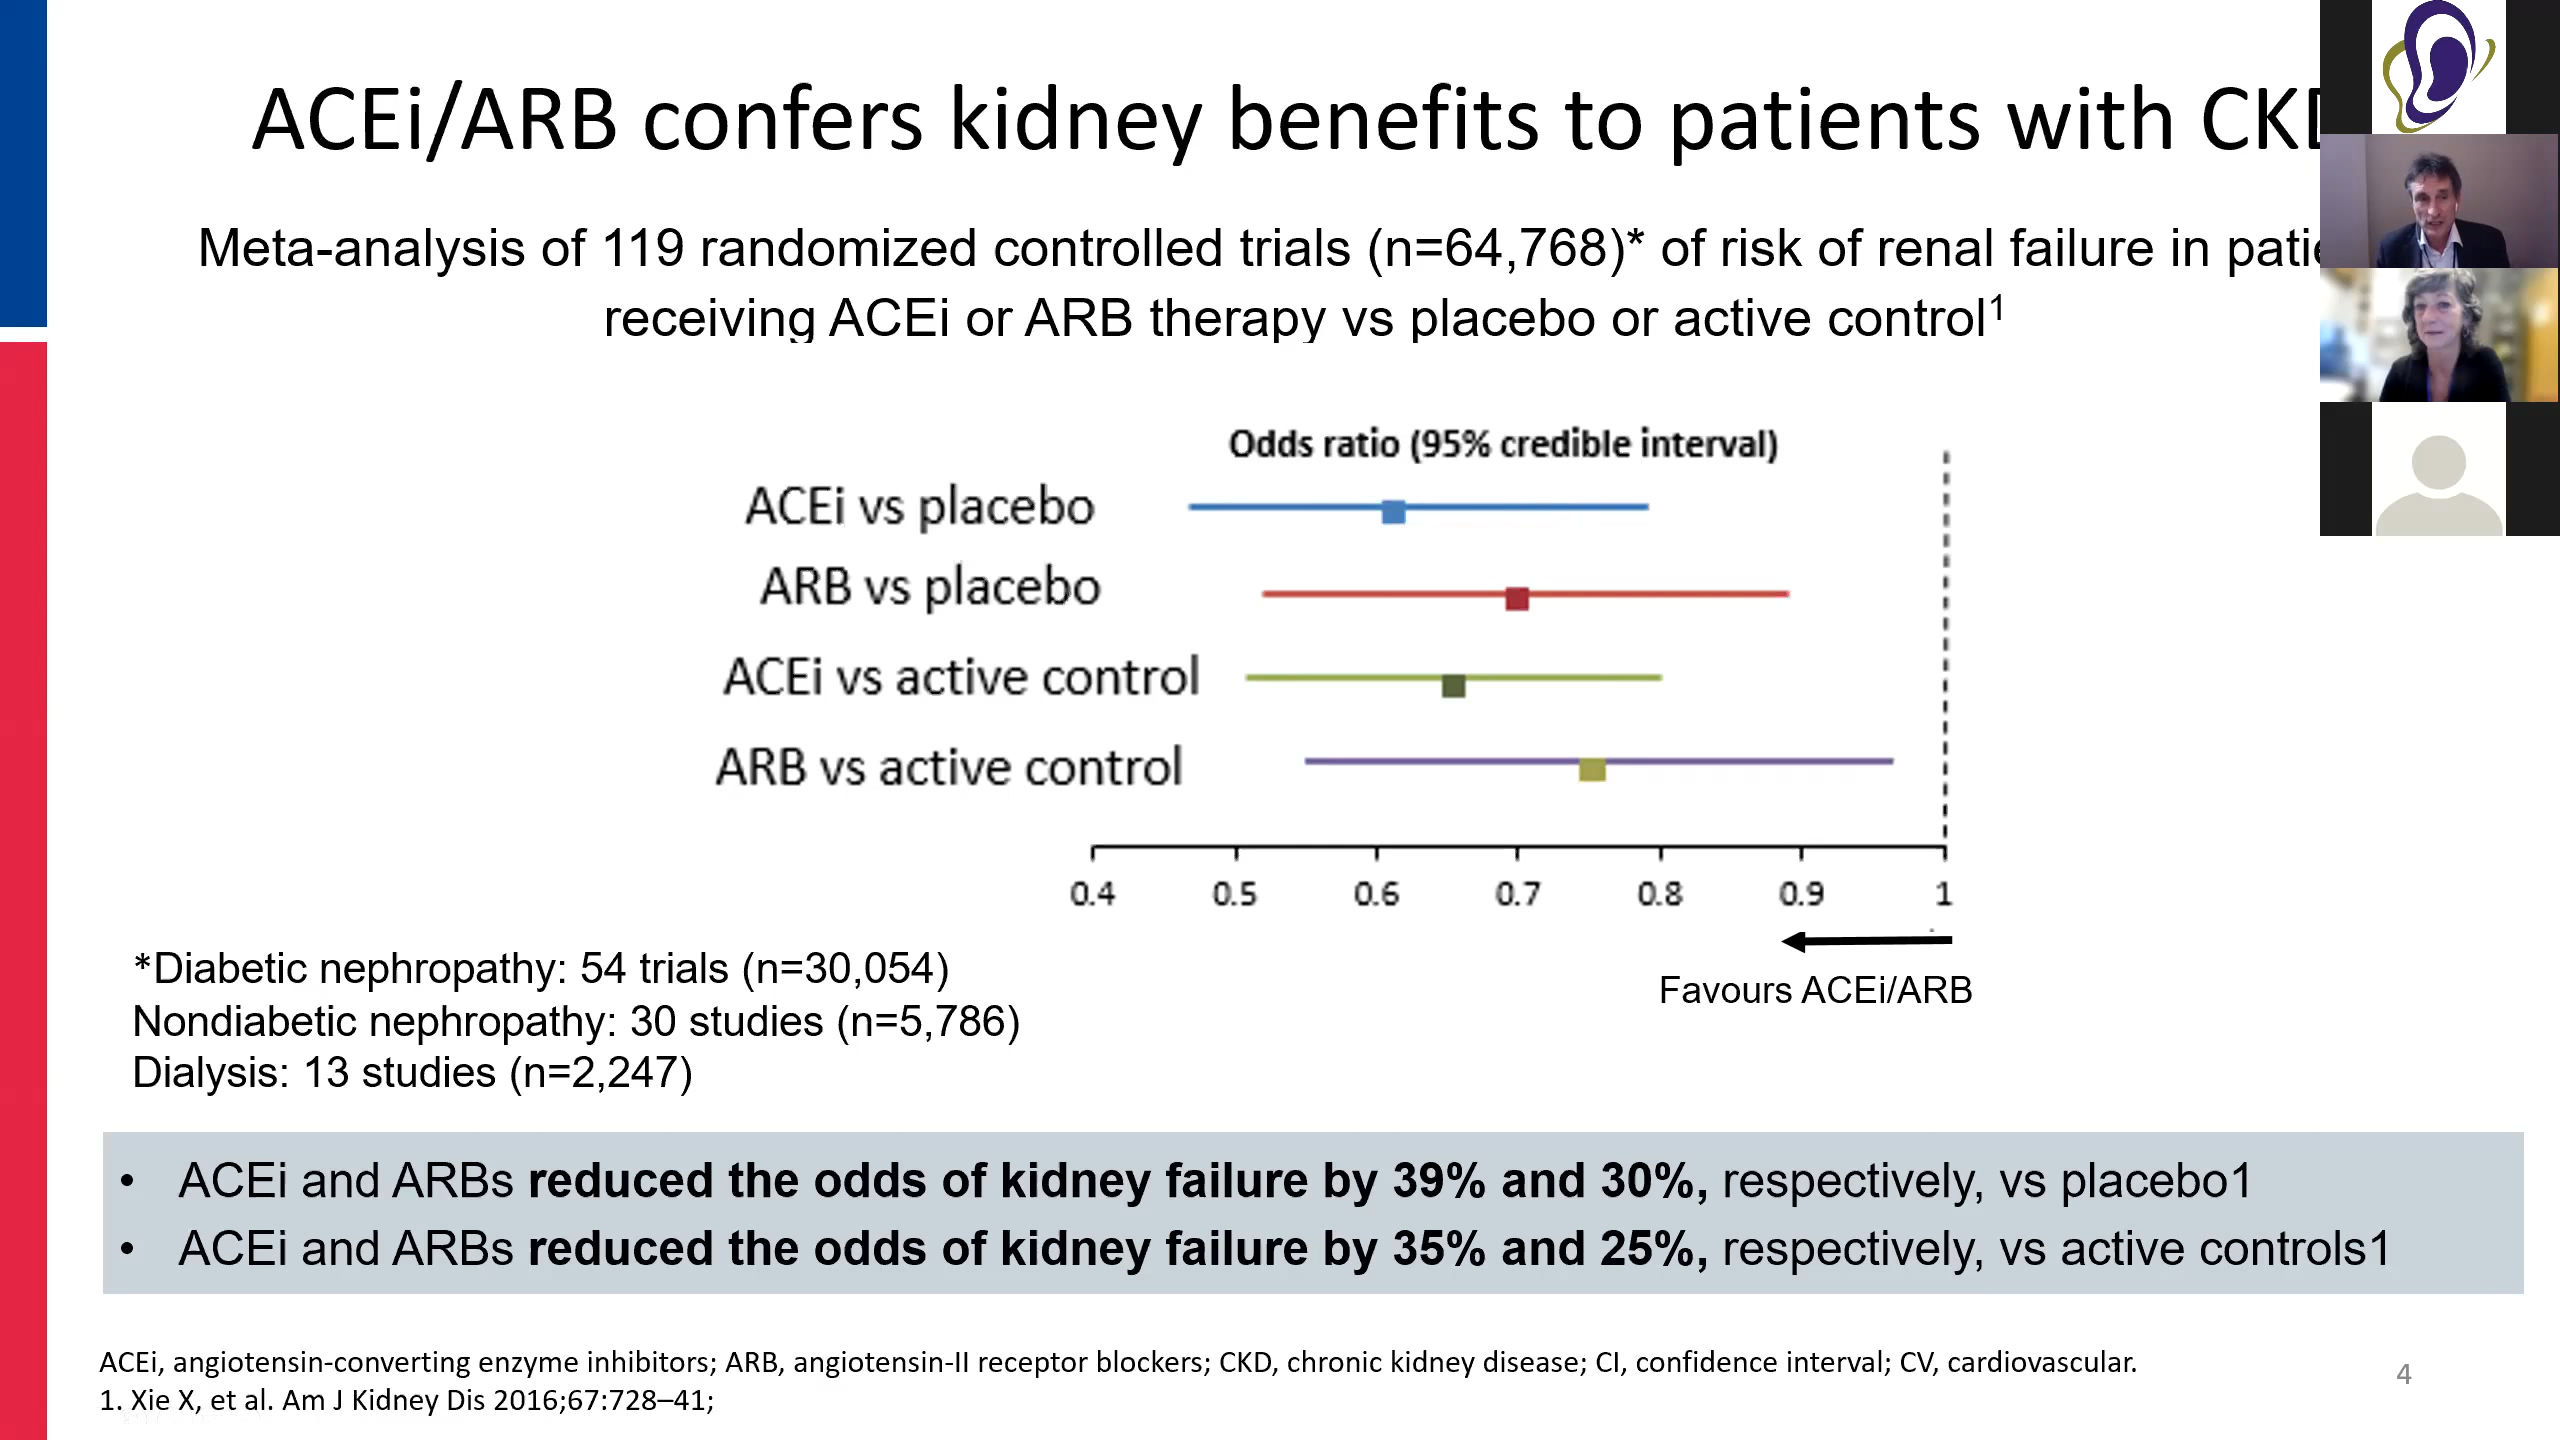 ACEi/ARB confers kidney benefits to patients with CKD
Meta-analysis of 119 randomized controlled trials (n=64,768)* of risk of renal failure in
receiving ACEi or ARB therapy vs placebo or active control1
Odds ratio (95% credible interval)
ACEi vs placebo
ARB vs placebo
ACEi vs active control
ARB vs active control
0.4 0.5 0.6 0.7 0.8 0.9 1
Favours ACEi/ARB
*Diabetic nephropathy: 54 trials (n=30,054)
Nondiabetic nephropathy: 30 studies (n=5,786)
Dialysis: 13 studies (n=2,247)
• ACEi and ARBs reduced the odds of kidney failure by 39% and 30%, respectively, vs placebo1
• ACEi and ARBs reduced the odds of kidney failure by 35% and 25%, respectively, vs active controls1
ACEi, angiotensin-converting enzyme inhibitors; ARB, angiotensin-II receptor blockers; CKD, chronic kidney disease; CI, confidence interval; CV, cardiovascular.
1. Xie X, et al. Am J Kidney Dis 2016;67:728–41;
4